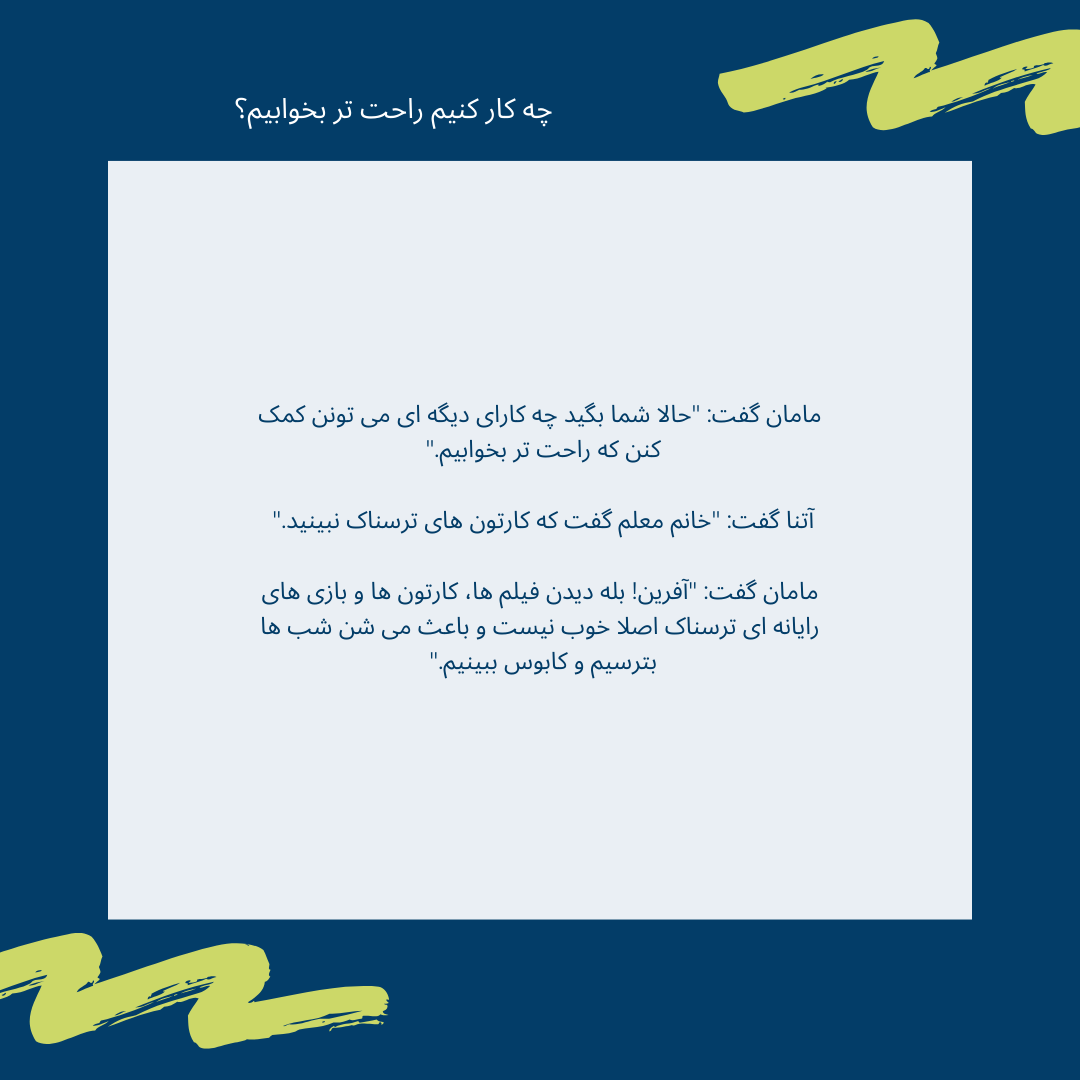 چه کار کنیم راحت تر بخوابیم؟
مامان گفت: "حالا شما بگید چه کارای دیگه ای می تونن کمک
کنن که راحت تر بخوابیم."
آتنا گفت: "خانم معلم گفت که کارتون های ترسناک نبینید."
مامان گفت: "آفرین! بله دیدن فیلم ها، کارتون ها و بازی های
رایانه ای ترسناک اصلا خوب نیست و باعث می شن شب ها
بترسیم و کابوس ببینیم."